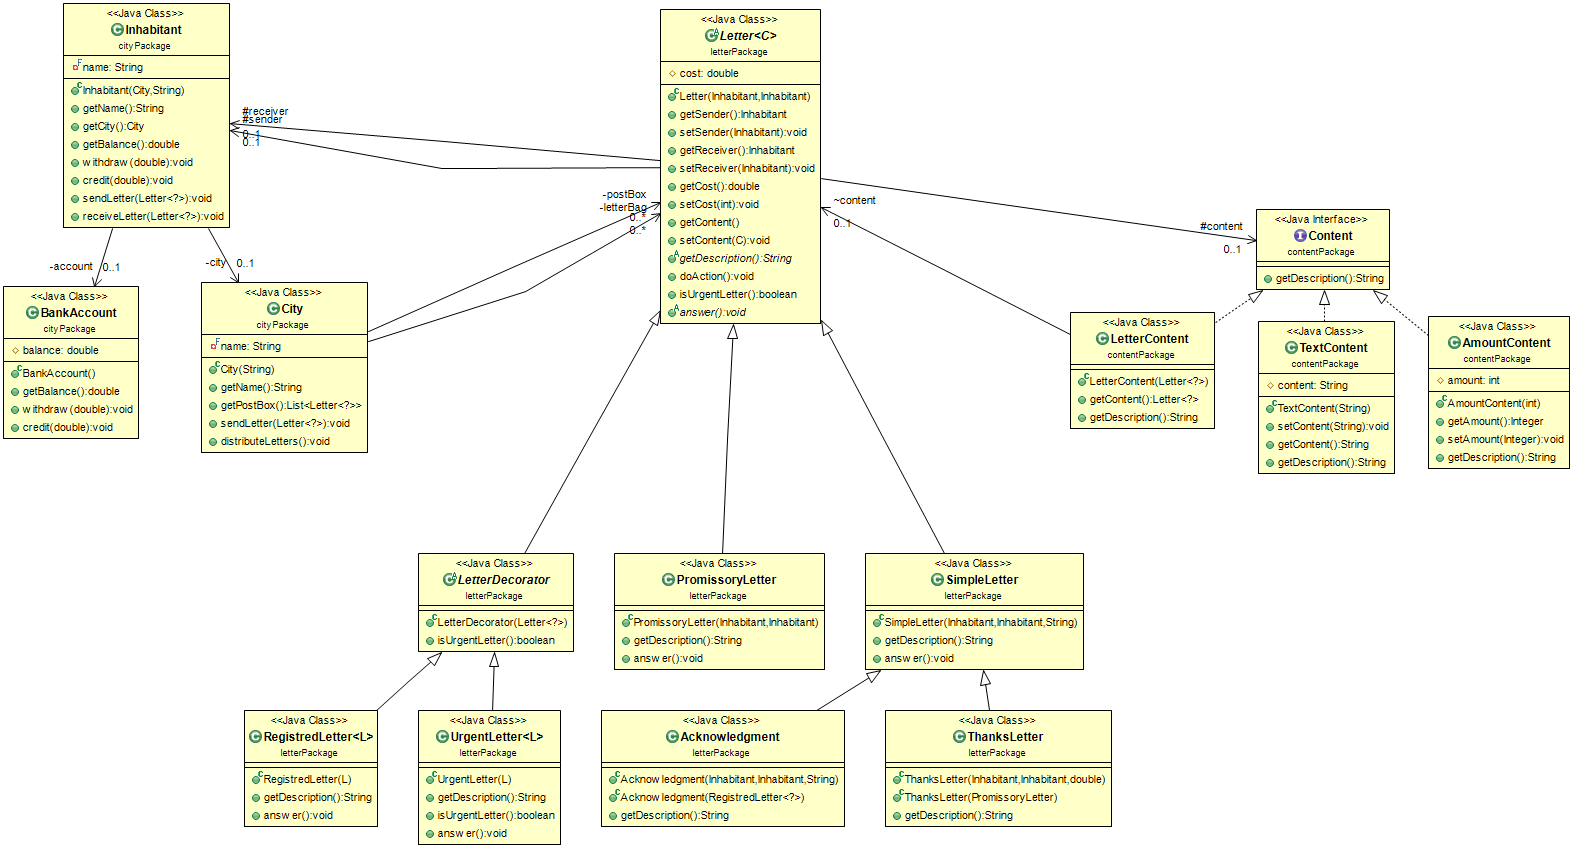 <<Java Class>>
Inhabitant
cityPackage
name: String
Inhabitant(City,String)
getName():String
getCity():City
getBalance():double
withdraw(double):void
credit(double):void
sendLetter(Letter<?>):void
receiveLetter(Letter<?>):void
<<Java Class>>
Letter<C>
letterPackage
cost: double
Letter(Inhabitant,Inhabitant)
getSender():Inhabitant
setSender(Inhabitant):void
getReceiver():Inhabitant
setReceiver(Inhabitant):void
getCost():double
setCost(int):void
getContent()
setContent(C):void
getDescription():String
doAction():void
isUrgentLetter():boolean
answer():void
#receiver
#sender
0..1
0..1
-postBox
-letterBag
0..*
0..*
~content
0..1
#content
0..1
<<Java Interface>>
Content
contentPackage
getDescription():String
-account
0..1
-city
0..1
<<Java Class>>
BankAccount
cityPackage
balance: double
BankAccount()
getBalance():double
withdraw(double):void
credit(double):void
<<Java Class>>
City
cityPackage
name: String
City(String)
getName():String
getPostBox():List<Letter<?>>
sendLetter(Letter<?>):void
distributeLetters():void
<<Java Class>>
LetterContent
contentPackage
LetterContent(Letter<?>)
getContent():Letter<?>
getDescription():String
<<Java Class>>
TextContent
contentPackage
content: String
TextContent(String)
setContent(String):void
getContent():String
getDescription():String
<<Java Class>>
AmountContent
contentPackage
amount: int
AmountContent(int)
getAmount():Integer
setAmount(Integer):void
getDescription():String
<<Java Class>>
LetterDecorator
letterPackage
LetterDecorator(Letter<?>)
isUrgentLetter():boolean
<<Java Class>>
PromissoryLetter
letterPackage
PromissoryLetter(Inhabitant,Inhabitant)
getDescription():String
answer():void
<<Java Class>>
SimpleLetter
letterPackage
SimpleLetter(Inhabitant,Inhabitant,String)
getDescription():String
answer():void
<<Java Class>>
RegistredLetter<L>
letterPackage
RegistredLetter(L)
getDescription():String
answer():void
<<Java Class>>
UrgentLetter<L>
letterPackage
UrgentLetter(L)
getDescription():String
isUrgentLetter():boolean
answer():void
<<Java Class>>
Acknowledgment
letterPackage
Acknowledgment(Inhabitant,Inhabitant,String)
Acknowledgment(RegistredLetter<?>)
getDescription():String
<<Java Class>>
ThanksLetter
letterPackage
ThanksLetter(Inhabitant,Inhabitant,double)
ThanksLetter(PromissoryLetter)
getDescription():String